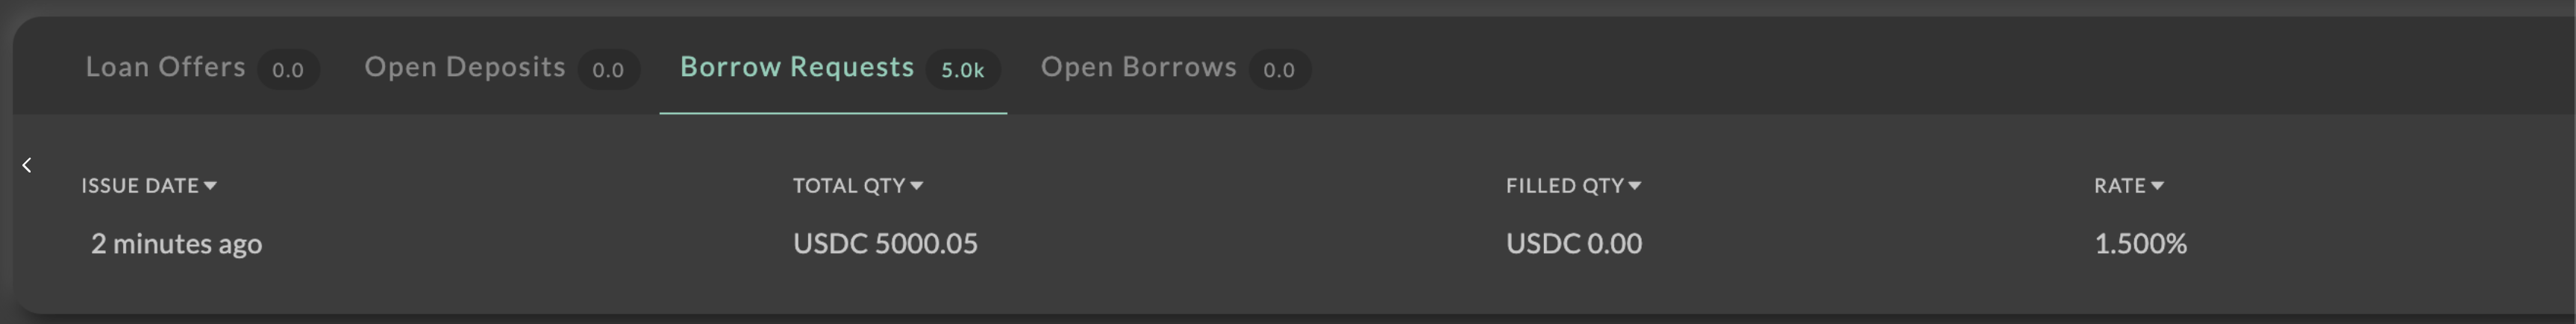 Loan Offers 0.0 Open Deposits 0.0 Borrow Requests 5.0k Open Borrows 0.0
ISSUE DATE TOTAL QTY FILLED QTY RATE
2 minutes ago USDC 5000.05 USDC 0.00 1.500%